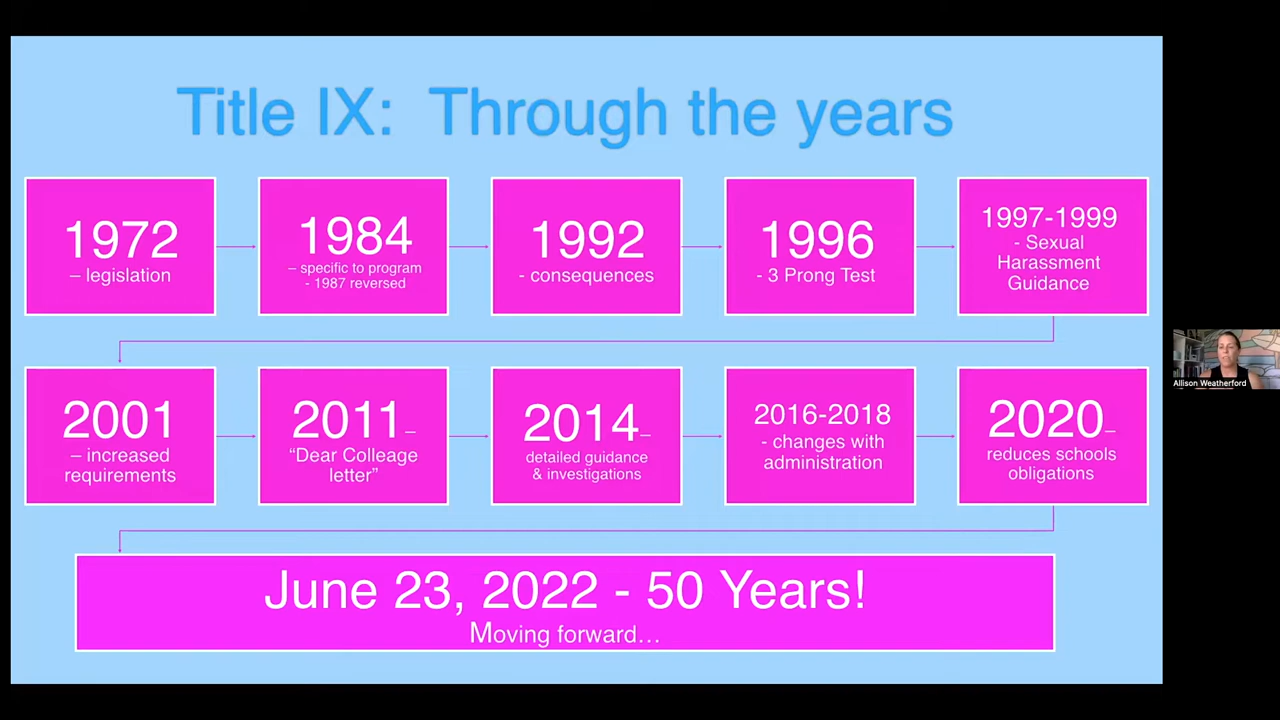 Title IX: Through the years
1972
– legislation
1984
– specific to program
- 1987 reversed
1992
- consequences
1996
- 3 Prong Test
1997-1999
- Sexual
Harassment
Guidance
2001
– increased
requirements
2011–
“Dear Colleage
letter”
2014–
detailed guidance
& investigations
2016-2018
- changes with
administration
2020–
reduces schools
obligations
June 23, 2022 - 50 Years!
Moving forward…
Allison Weatherford